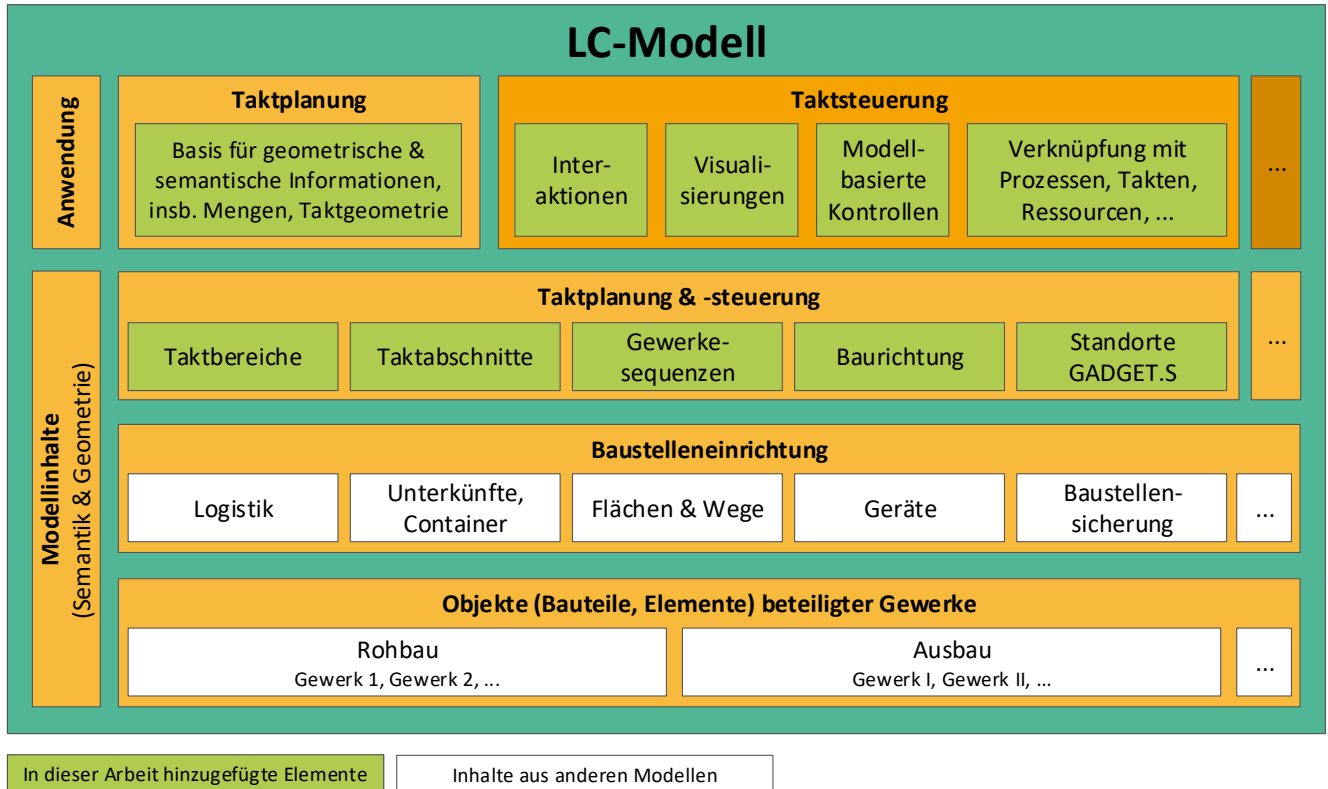 LC-Modell
Anwendung
Taktplanung
Basis für geometrische &
semantische Informationen,
insb. Mengen, Taktgeometrie
Taktsteuerung
Inter-
aktionen
Visuali-
sierungen
Modell-
basierte
Kontrollen
Verknüpfung mit
Prozessen, Takten,
Ressourcen, ...
...
Modellinhalte
(Semantik & Geometrie)
Taktplanung & -steuerung
Taktbereiche
Taktabschnitte
Gewerke-
sequenzen
Baurichtung
Standorte
GADGET.S
...
Baustelleneinrichtung
Logistik
Unterkünfte,
Container
Flächen & Wege
Geräte
Baustellen-
sicherung
...
Objekte (Bauteile, Elemente) beteiligter Gewerke
Rohbau
Gewerk 1, Gewerk 2, ...
Ausbau
Gewerk I, Gewerk II, ...
...
In dieser Arbeit hinzugefügte Elemente
Inhalte aus anderen Modellen